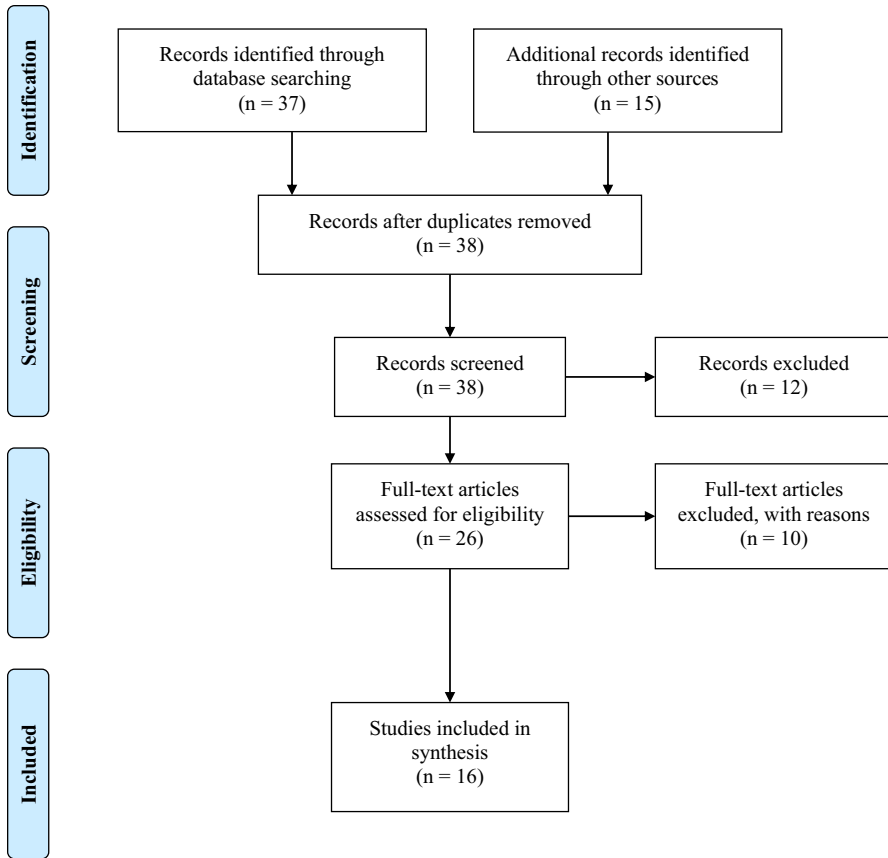 Identification
Records identified through
database searching
(n = 37)
Additional records identified
through other sources
(n = 15)
Records after duplicates removed
(n = 38)
Screening
Records screened
(n = 38)
Records excluded
(n = 12)
Eligibility
Full-text articles
assessed for eligibility
(n = 26)
Full-text articles
excluded, with reasons
(n = 10)
Included
Studies included in
synthesis
(n = 16)